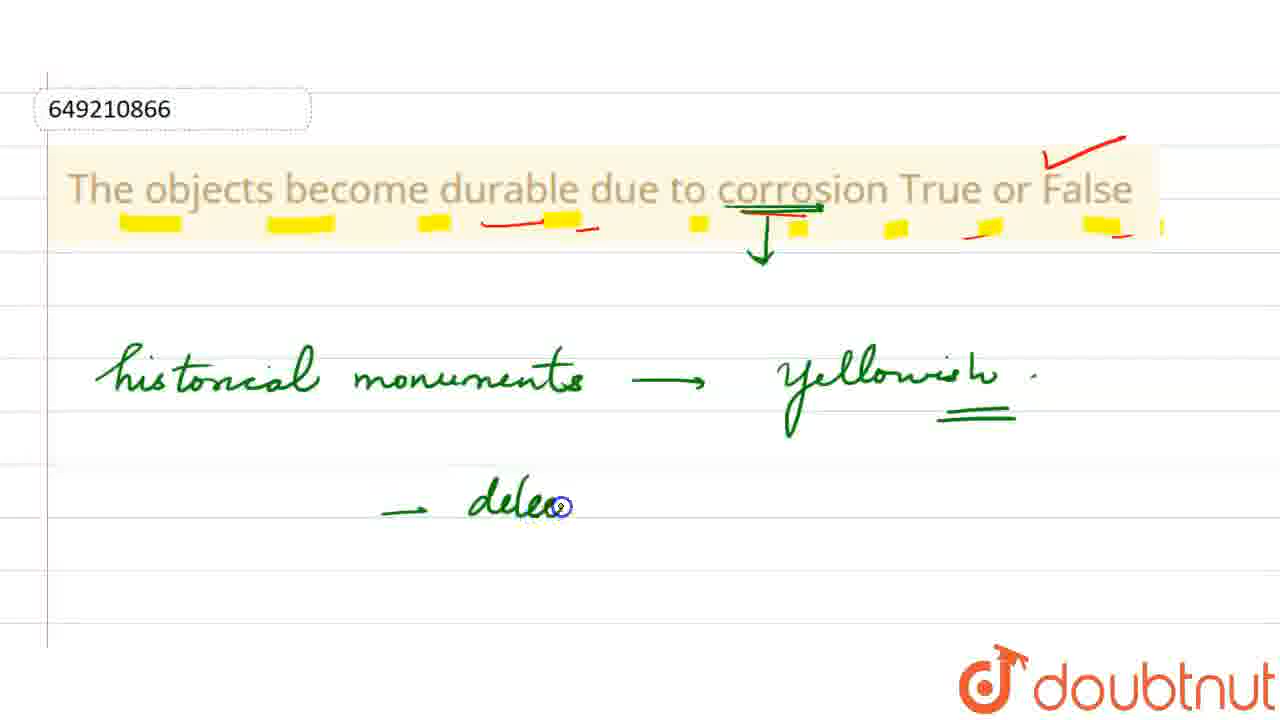 649210866
The objects become durable due to corrosion True or False
historical monuments → yellowish.
→
doubtnut